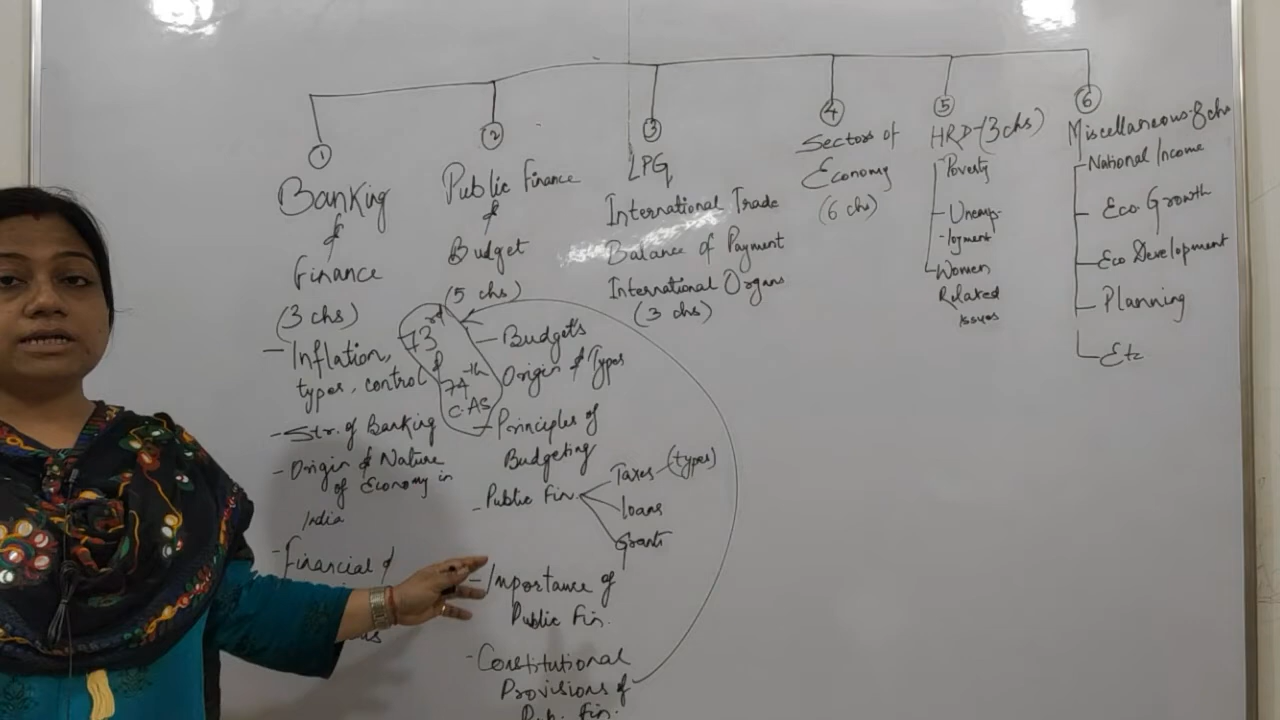 ①
Banking
&
Finance
(3 chs)
- Inflation,
types, control
- Str. of Banking
- Origin & Nature
of Economy in
India
- Financial &
②
Public Finance
&
Budget
(5 chs)
73rd
&
74th
C.AS
- Budget's
Origin & Types
- Principles of
Budgeting
- Public Fin.
Taxes - (types)
loans
Grants
- Importance of
Public Fin.
- Constitutional
Provisions of
Pub. Fin.
③
LPG
International Trade
Balance of Payment
International Organs
(3 chs)
④
Sectors of
Economy
(6 chs)
⑤
HRD - (3 chs)
Poverty
- Unemp-
-loyment
- Women
Related
Issues
⑥
Miscellaneous - 8 chs
- National Income
- Eco. Growth
- Eco Development
- Planning
- Etc